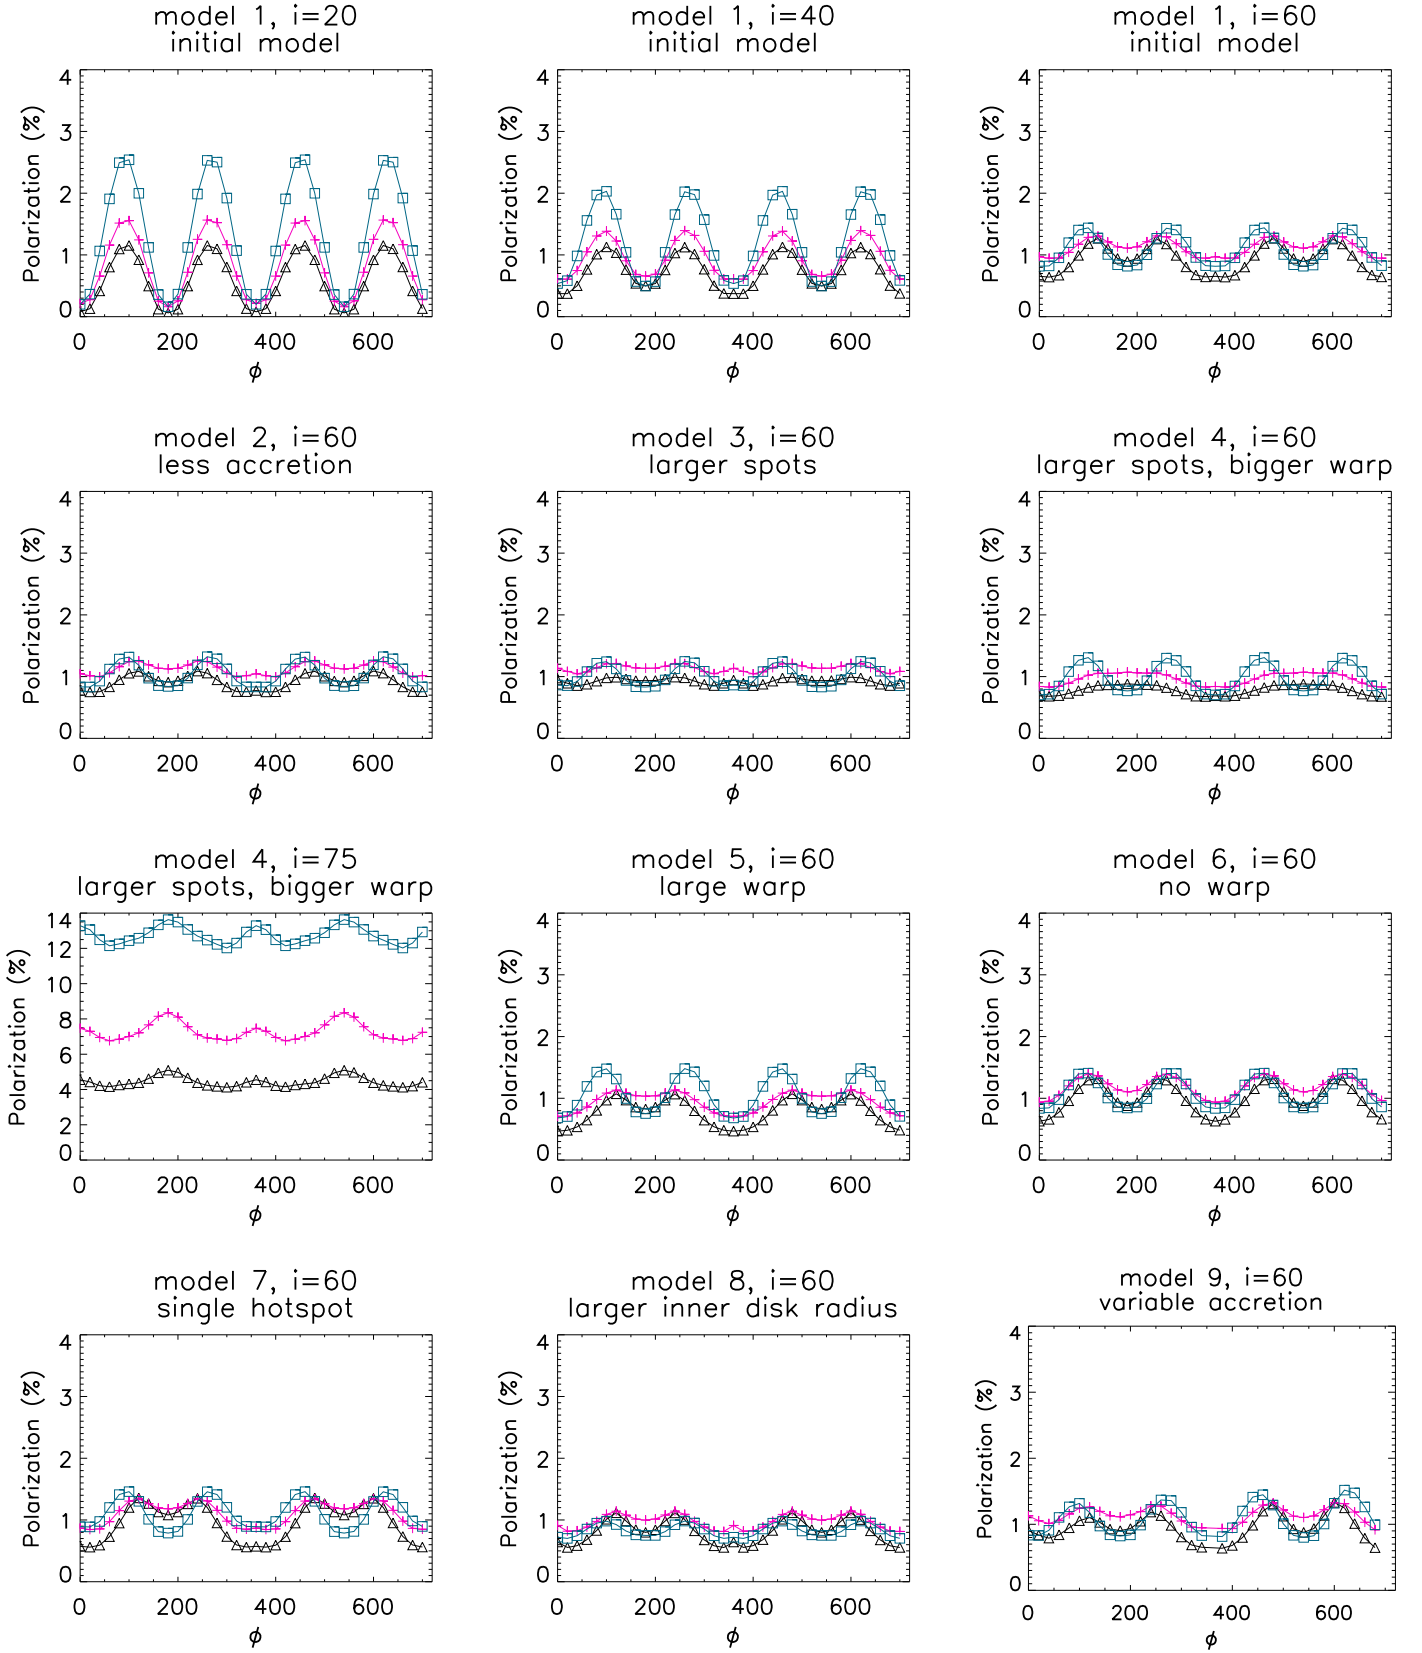 model 1, i=20
initial model
4
3
2
1
0
Polarization (%)
0 200 400 600
ϕ
model 1, i=40
initial model
4
3
2
1
0
Polarization (%)
0 200 400 600
ϕ
model 1, i=60
initial model
4
3
2
1
0
Polarization (%)
0 200 400 600
ϕ
model 2, i=60
less accretion
4
3
2
1
0
Polarization (%)
0 200 400 600
ϕ
model 3, i=60
larger spots
4
3
2
1
0
Polarization (%)
0 200 400 600
ϕ
model 4, i=60
larger spots, bigger warp
4
3
2
1
0
Polarization (%)
0 200 400 600
ϕ
model 4, i=75
larger spots, bigger warp
14
12
10
8
6
4
2
0
Polarization (%)
0 200 400 600
ϕ
model 5, i=60
large warp
4
3
2
1
0
Polarization (%)
0 200 400 600
ϕ
model 6, i=60
no warp
4
3
2
1
0
Polarization (%)
0 200 400 600
ϕ
model 7, i=60
single hotspot
4
3
2
1
0
Polarization (%)
0 200 400 600
ϕ
model 8, i=60
larger inner disk radius
4
3
2
1
0
Polarization (%)
0 200 400 600
ϕ
model 9, i=60
variable accretion
4
3
2
1
0
Polarization (%)
0 200 400 600
ϕ